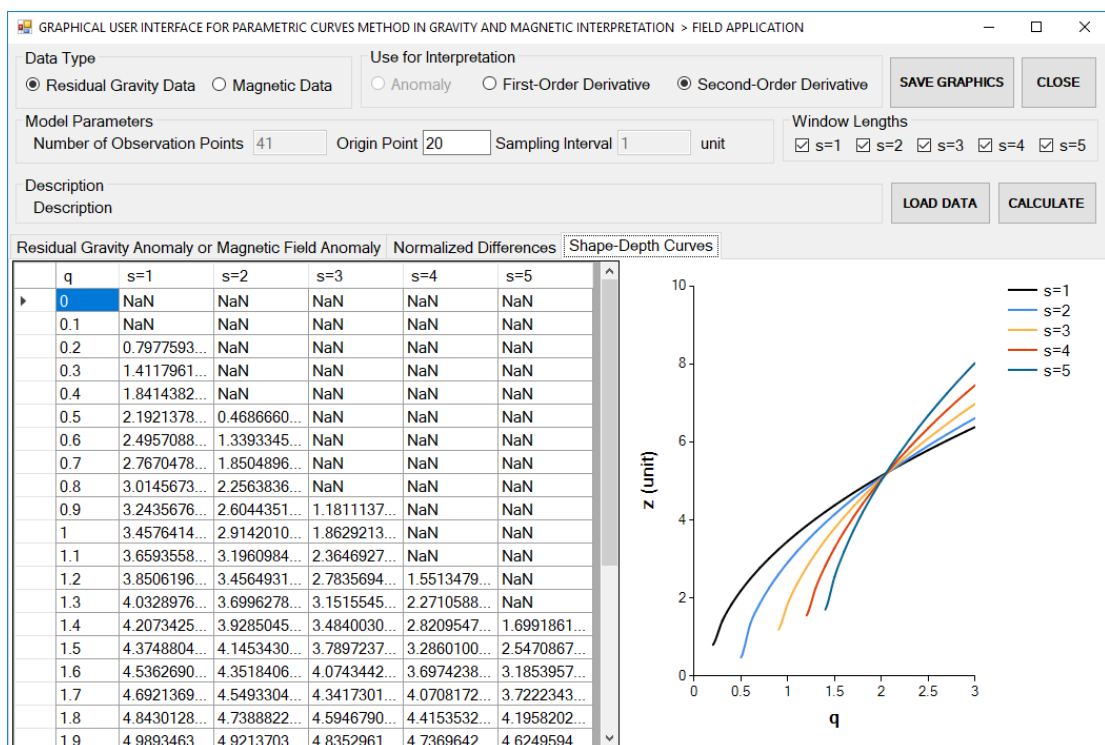 GRAPHICAL USER INTERFACE FOR PARAMETRIC CURVES METHOD IN GRAVITY AND MAGNETIC INTERPRETATION > FIELD APPLICATION
Data Type
Residual Gravity Data Magnetic Data
Use for Interpretation
Anomaly First-Order Derivative Second-Order Derivative
SAVE GRAPHICS CLOSE
Model Parameters
Number of Observation Points 41 Origin Point 20 Sampling Interval 1 unit
Window Lengths
s=1 s=2 s=3 s=4 s=5
Description
Description
LOAD DATA CALCULATE
Residual Gravity Anomaly or Magnetic Field Anomaly Normalized Differences Shape-Depth Curves
q s=1 s=2 s=3 s=4 s=5
0 NaN NaN NaN NaN NaN
0.1 NaN NaN NaN NaN NaN
0.2 0.7977593... NaN NaN NaN NaN
0.3 1.4117961... NaN NaN NaN NaN
0.4 1.8414382... NaN NaN NaN NaN
0.5 2.1921378... 0.4686660... NaN NaN NaN
0.6 2.4957088... 1.3393345... NaN NaN NaN
0.7 2.7670478... 1.8504896... NaN NaN NaN
0.8 3.0145673... 2.2563836... NaN NaN NaN
0.9 3.2435676... 2.6044351... 1.1811137... NaN NaN
1 3.4576414... 2.9142010... 1.8629213... NaN NaN
1.1 3.6593558... 3.1960984... 2.3646927... NaN NaN
1.2 3.8506196... 3.4564931... 2.7835694... 1.5513479... NaN
1.3 4.0328976... 3.6996278... 3.1515545... 2.2710588... NaN
1.4 4.2073425... 3.9285045... 3.4840030... 2.8209547... 1.6991861...
1.5 4.3748804... 4.1453430... 3.7897237... 3.2860100... 2.5470867...
1.6 4.5362690... 4.3518406... 4.0743442... 3.6974238... 3.1853957...
1.7 4.6921369... 4.5493304... 4.3417301... 4.0708172... 3.7222343...
1.8 4.8430128... 4.7388822... 4.5946790... 4.4153532... 4.1958202...
1.9 4.9893463 4.9213703 4.8352961 4.7369642 4.6249594
10
8
6
4
2
0
z (unit)
0 0.5 1 1.5 2 2.5 3
q
s=1
s=2
s=3
s=4
s=5